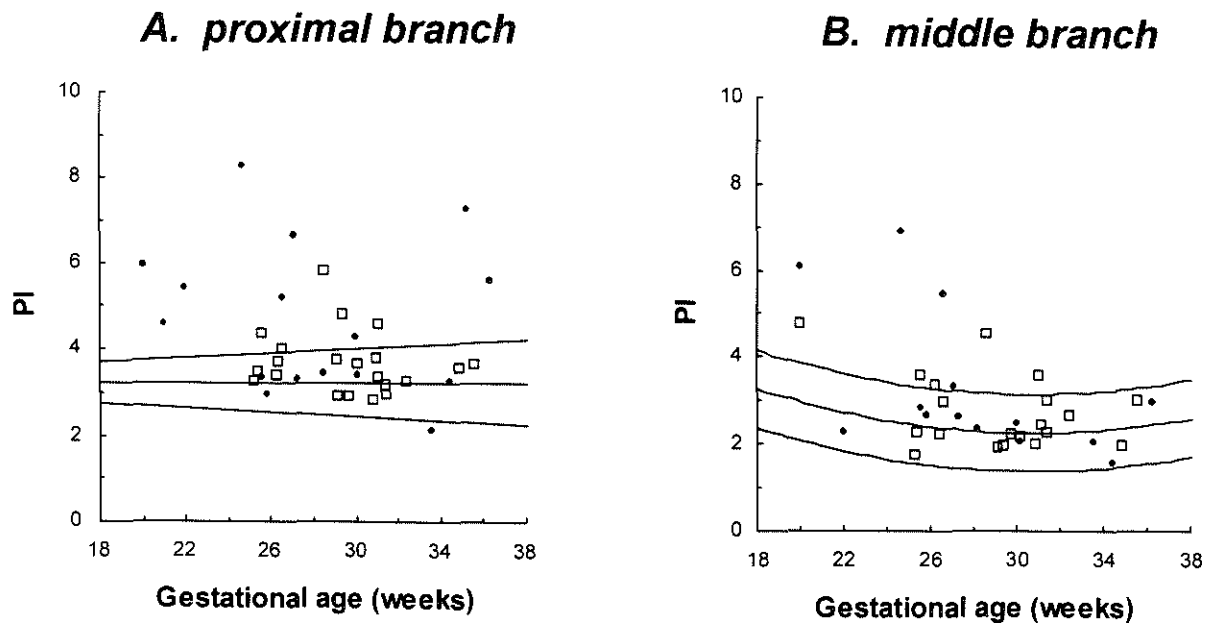 A. proximal branch
10
8
6
PI
4
2
0
18 22 26 30 34 38
Gestational age (weeks)
B. middle branch
10
8
6
PI
4
2
0
18 22 26 30 34 38
Gestational age (weeks)